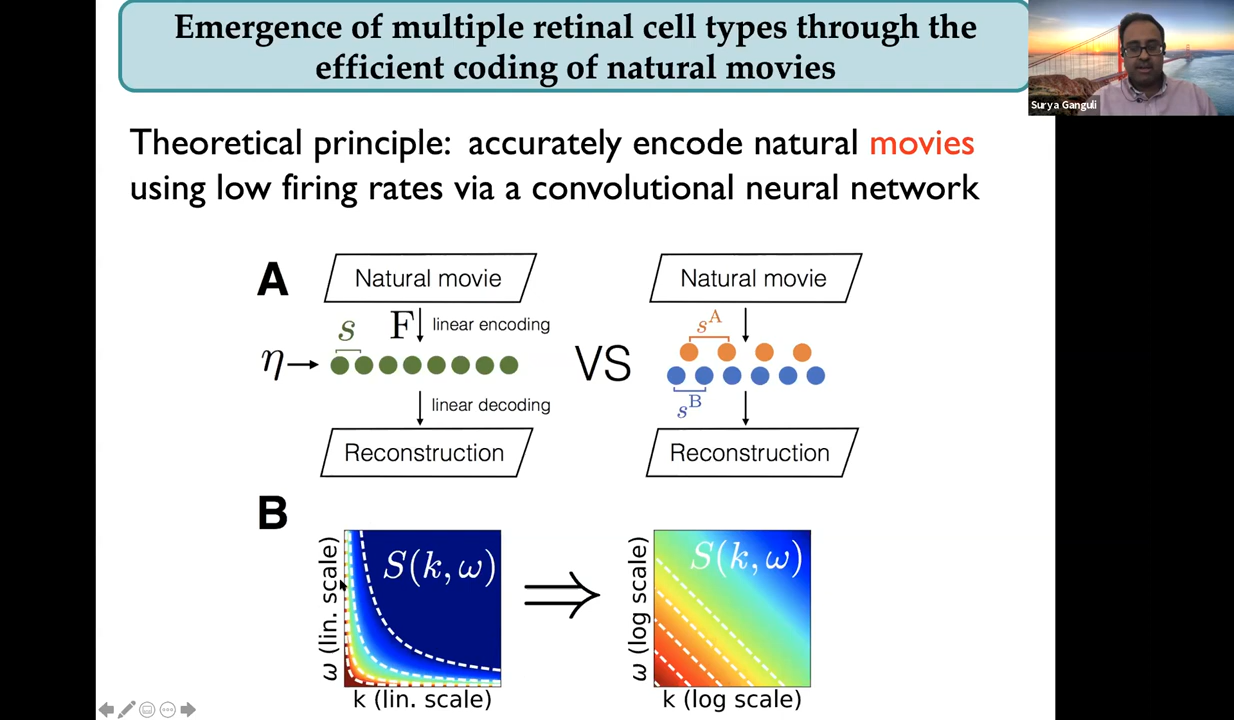 Emergence of multiple retinal cell types through the
efficient coding of natural movies
Surya Ganguli
Theoretical principle: accurately encode natural movies
using low firing rates via a convolutional neural network
A
Natural movie
s
F
linear encoding
η
linear decoding
Reconstruction
VS
Natural movie
s^A
s^B
Reconstruction
B
S(k, ω)
ω (lin. scale)
k (lin. scale)
S(k, ω)
ω (log scale)
k (log scale)